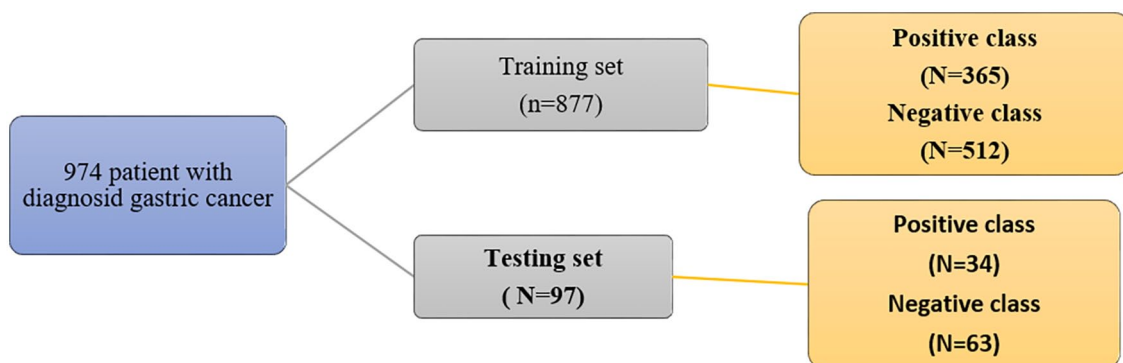 974 patient with
diagnosid gastric cancer
Training set
(n=877)
Positive class
(N=365)
Negative class
(N=512)
Testing set
( N=97)
Positive class
(N=34)
Negative class
(N=63)